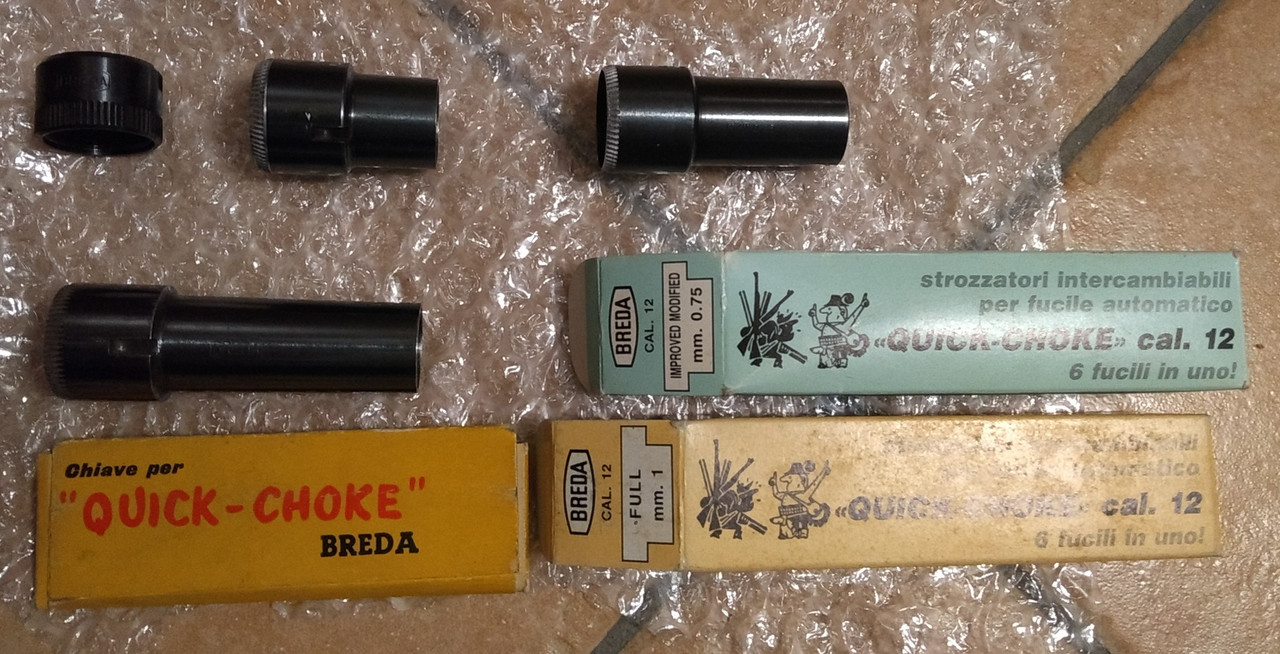 BREDA
CAL. 12
IMPROVED MODIFIED
mm. 0.75
strozzatori intercambiabili
per fucile automatico
«QUICK-CHOKE» cal. 12
6 fucili in uno!
Chiave per
"QUICK-CHOKE"
BREDA
BREDA
CAL. 12
FULL
mm. 1
«QUICK-CHOKE» cal. 12
6 fucili in uno!